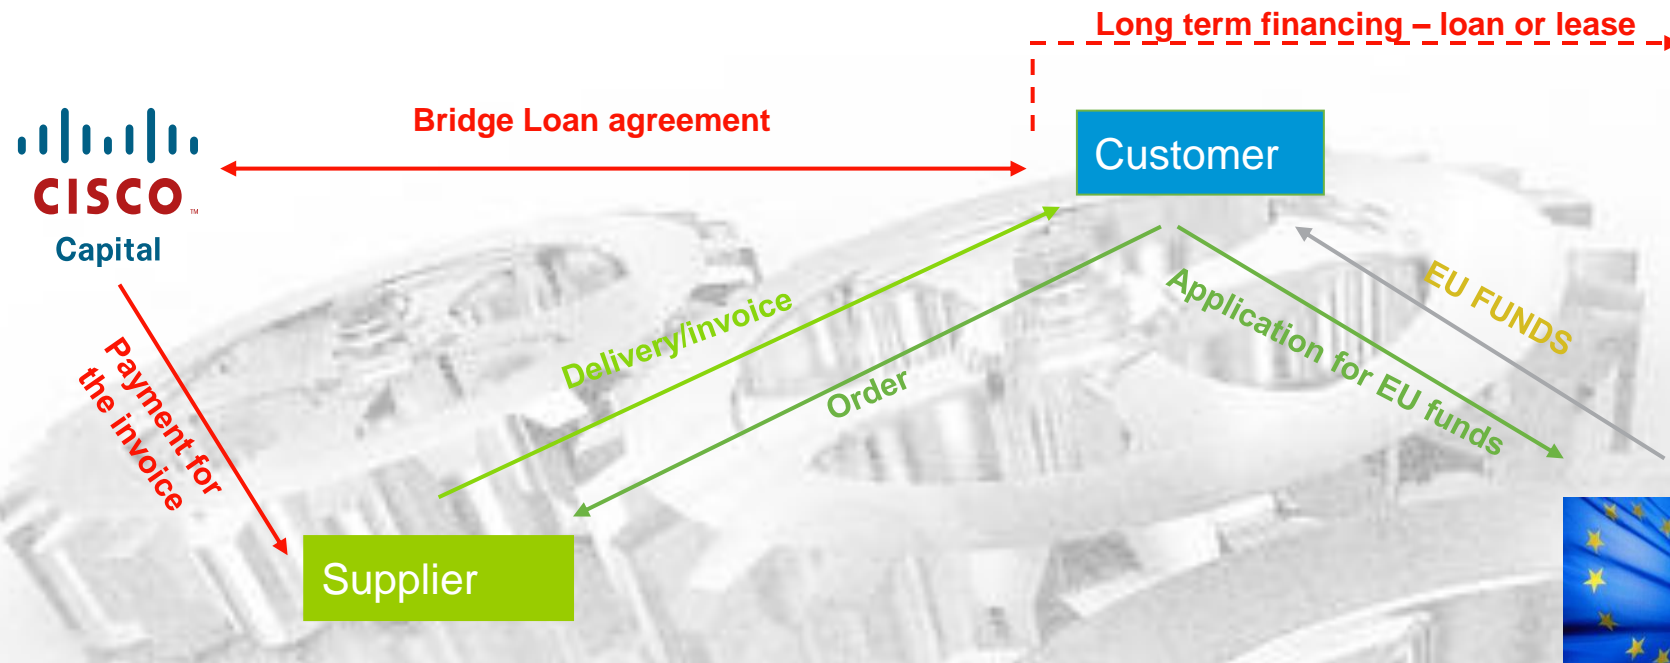 Long term financing – loan or lease
Bridge Loan agreement
Customer
CISCO
TM
Capital
EU FUNDS
Application for EU funds
Delivery/invoice
Order
Payment for
the invoice
Supplier